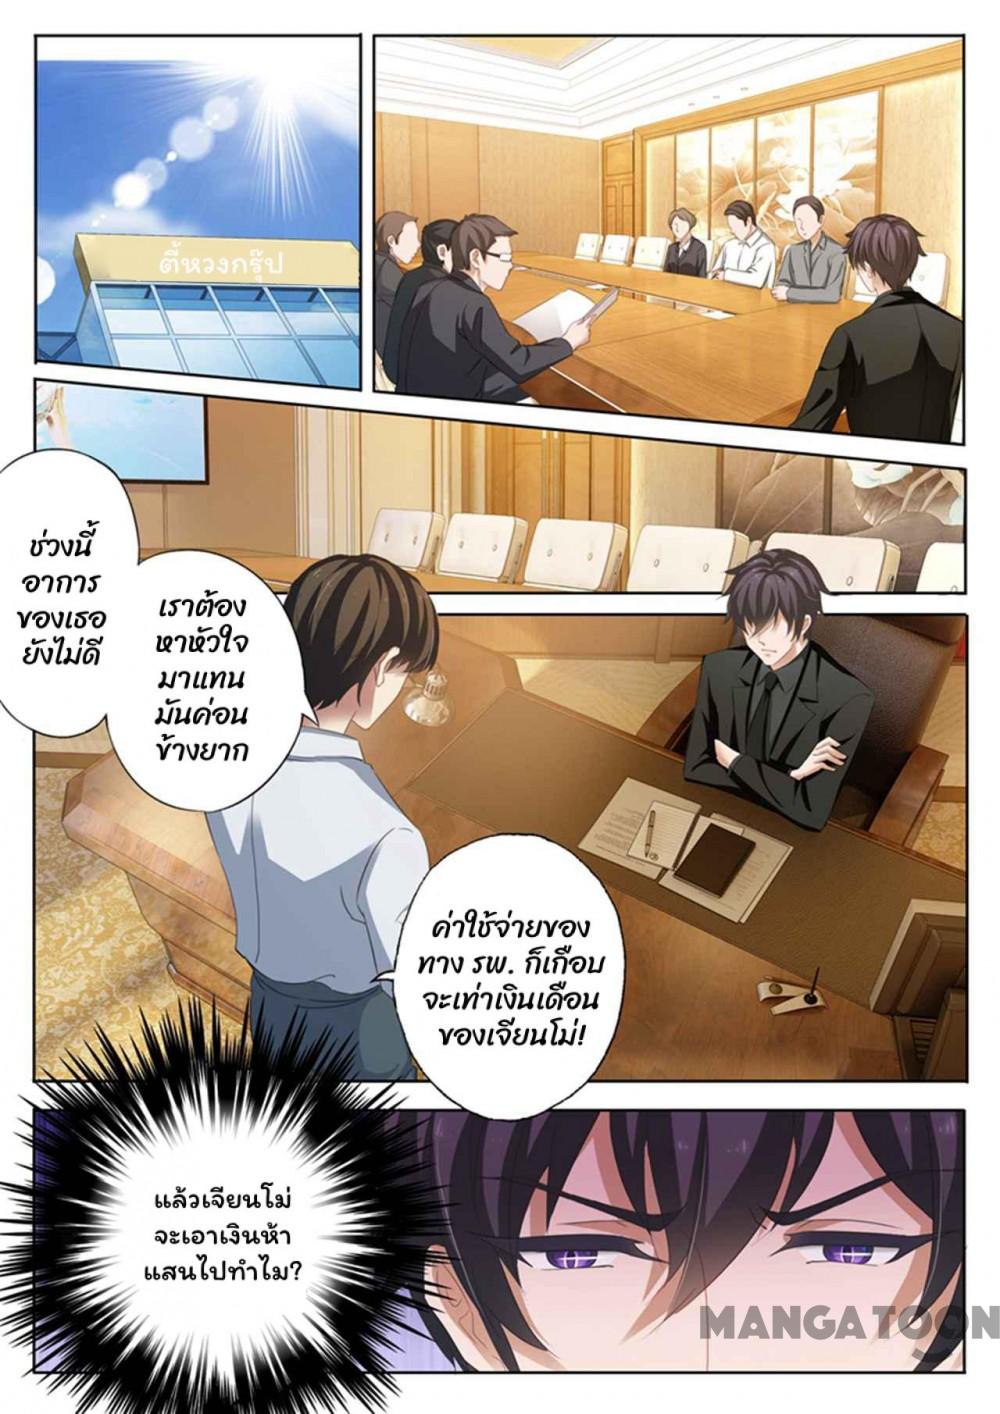 ตี้หวงกรุ๊ป
ช่วงนี้
อาการ
ของเธอ
ยังไม่ดี
เราต้อง
หาหัวใจ
มาแทน
มันค่อน
ข้างยาก
ค่าใช้จ่ายของ
ทาง รพ. ก็เกือบ
จะเท่าเงินเดือน
ของเจียนโม่!
แล้วเจียนโม่
จะเอาเงินห้า
แสนไปทำไม?
MANGATOON